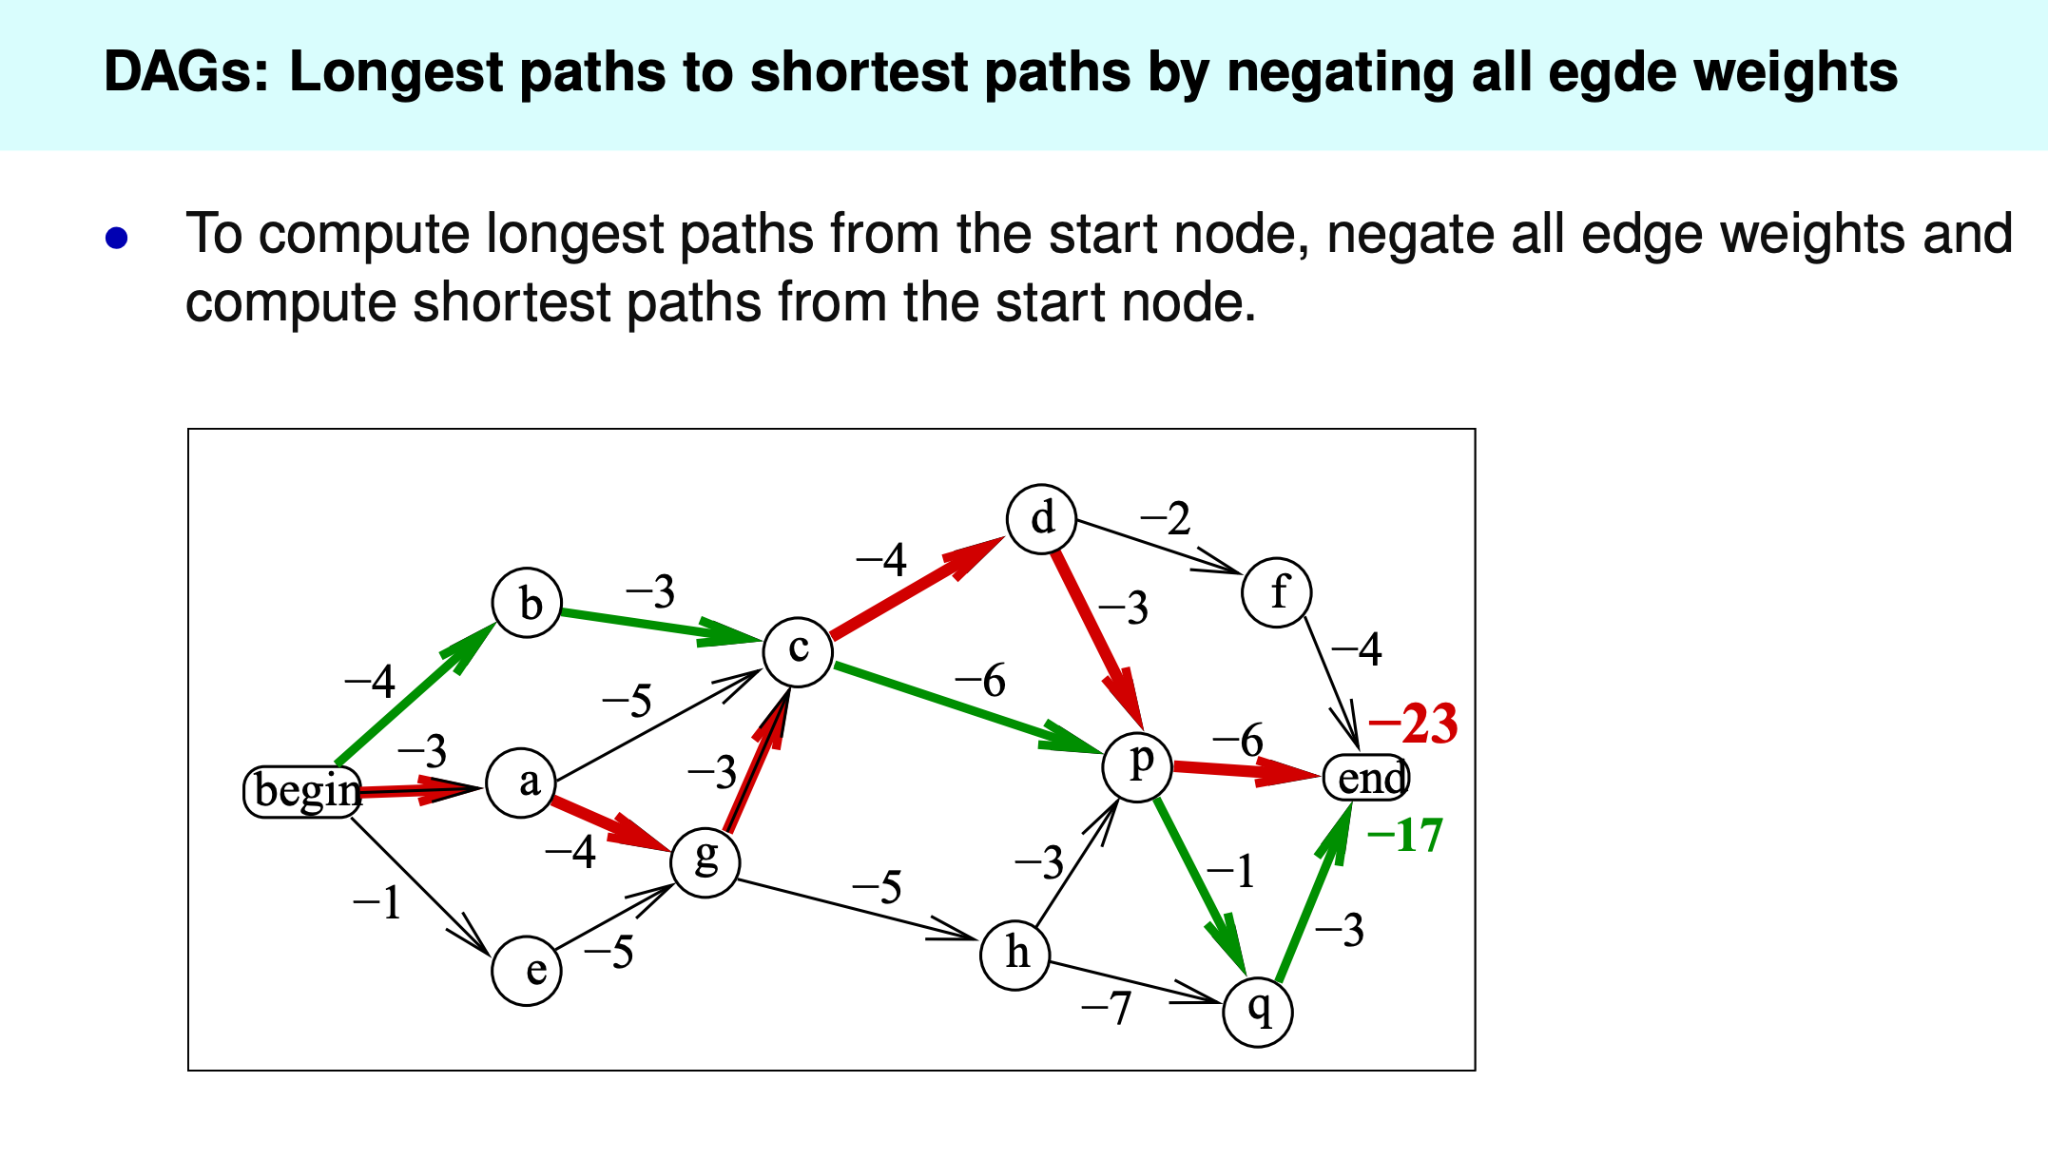 DAGs: Longest paths to shortest paths by negating all egde weights
To compute longest paths from the start node, negate all edge weights and
compute shortest paths from the start node.
d
−2
−4
f
b
−3
−3
c
−4
−4
−6
−5
−23
−3
−6
p
begin
a
−3
end
−17
−4
g
−1
−3
−5
−1
−3
e
−5
h
−7
q